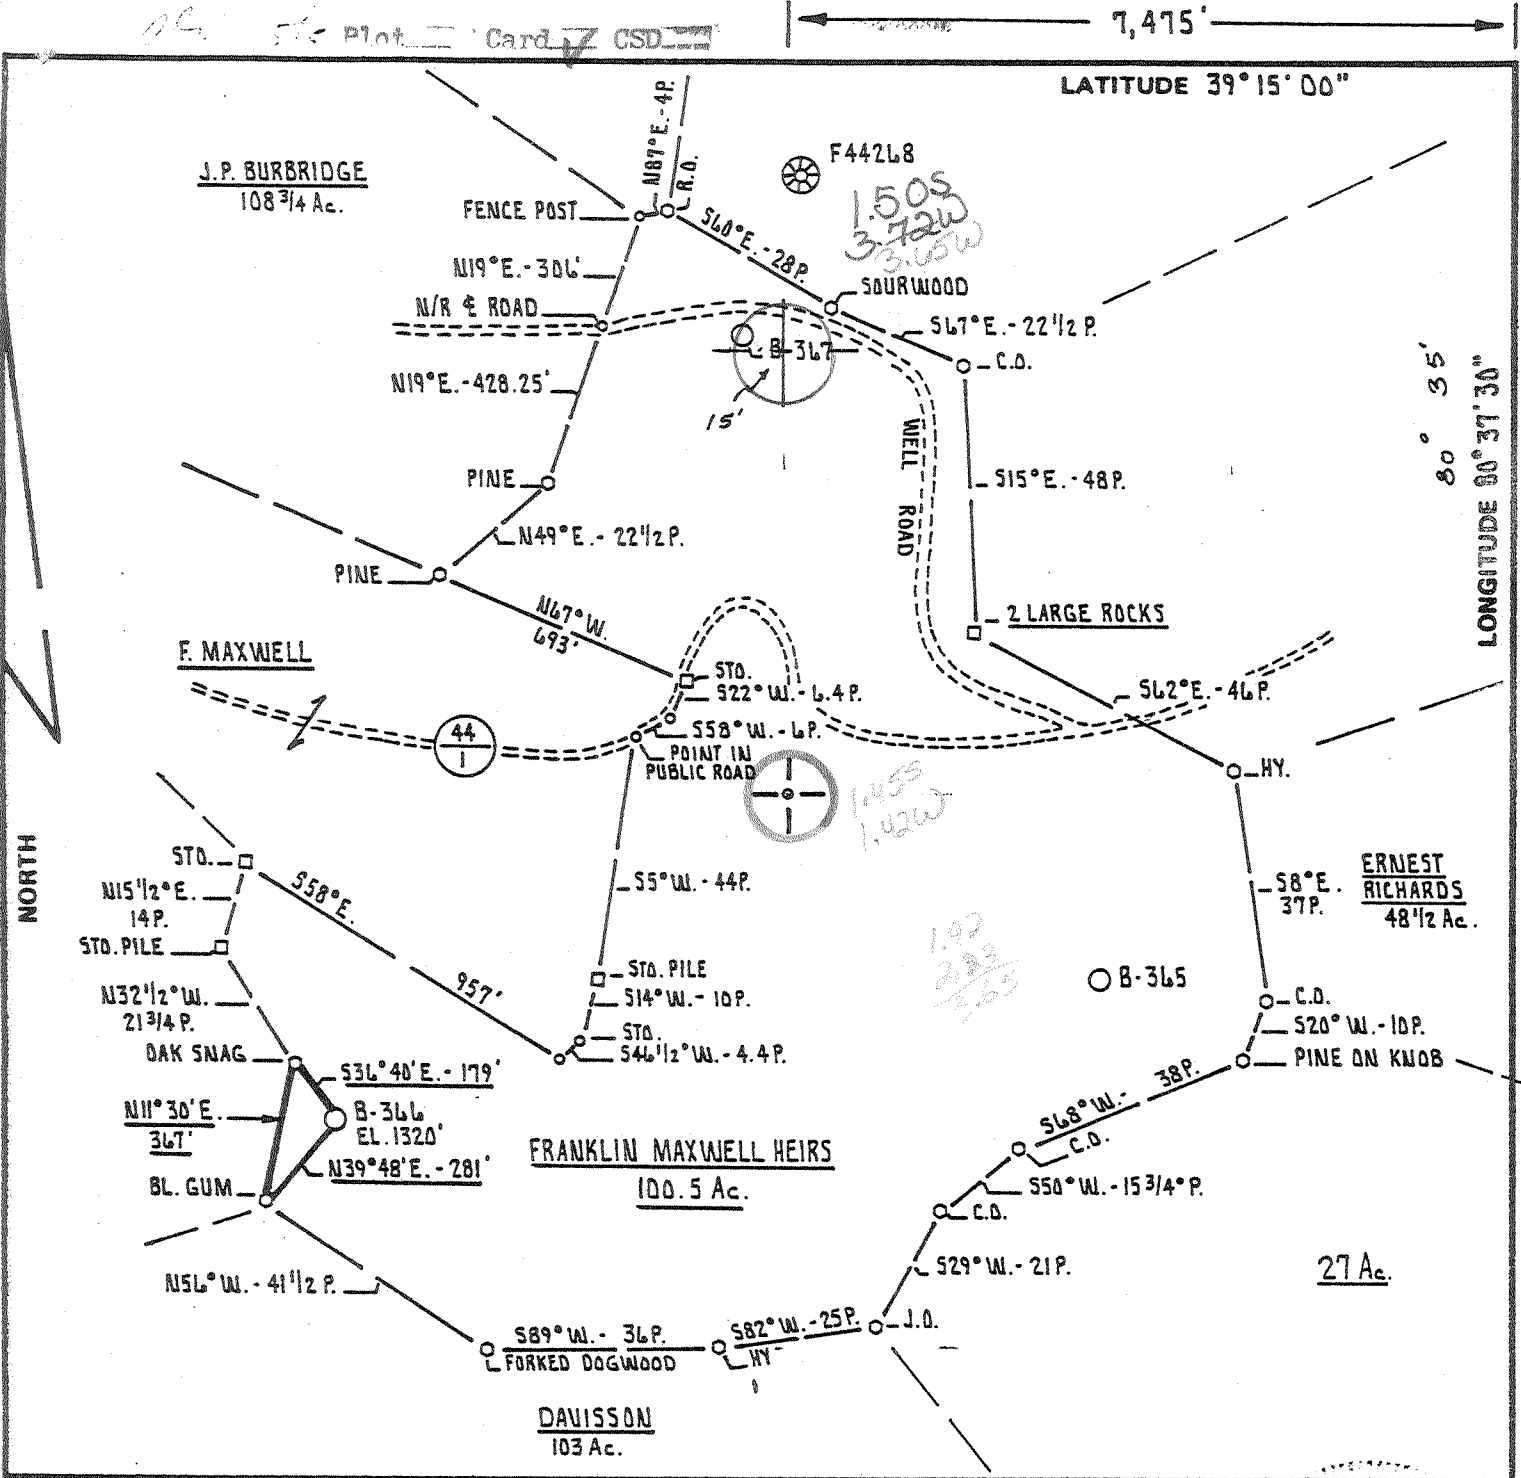 Plot Card CSD
7,475'
LATITUDE 39°15'00"
J.P. BURBRIDGE
108 3/4 Ac.
N87°E.-4P.
R.O.
F44268
1.50S
3.72W
3.65W
FENCE POST
S60°E.-28P.
N19°E.-306'
SOURWOOD
N/R ₵ ROAD
S67°E.-22 1/2 P.
B-367
C.O.
N19°E.-428.25'
15'
80° 35'
LONGITUDE 80°37'30"
WELL ROAD
PINE
S15°E.-48P.
N49°E.-22 1/2 P.
PINE
N67°W.
693'
2 LARGE ROCKS
F. MAXWELL
STO.
S22°W.-6.4P.
S62°E.-46P.
44
1
S58°W.-6P.
POINT IN
PUBLIC ROAD
HY.
1.45S
1.42W
NORTH
STO.
S58°E.
957'
N15 1/2°E.
14P.
S5°W.-44P.
S8°E.
37P.
ERNEST
RICHARDS
48 1/2 Ac.
STO. PILE
1.92
2.83
3.65
STO. PILE
B-365
N32 1/2°W.
21 3/4 P.
S14°W.-10P.
C.O.
STO.
S20°W.-10P.
OAK SNAG
S46 1/2°W.-4.4P.
PINE ON KNOB
S36°40'E.-179'
S68°W.- 38P.
N11°30'E.
367'
B-366
EL. 1320'
C.O.
FRANKLIN MAXWELL HEIRS
N39°48'E.-281'
100.5 Ac.
BL. GUM
S50°W.-15 3/4°P.
C.O.
S29°W.-21P.
27 Ac.
N56°W.-41 1/2 P.
S89°W.- 36P.
S82°W.-25P.
J.O.
FORKED DOGWOOD
HY
DAVISSON
103 Ac.